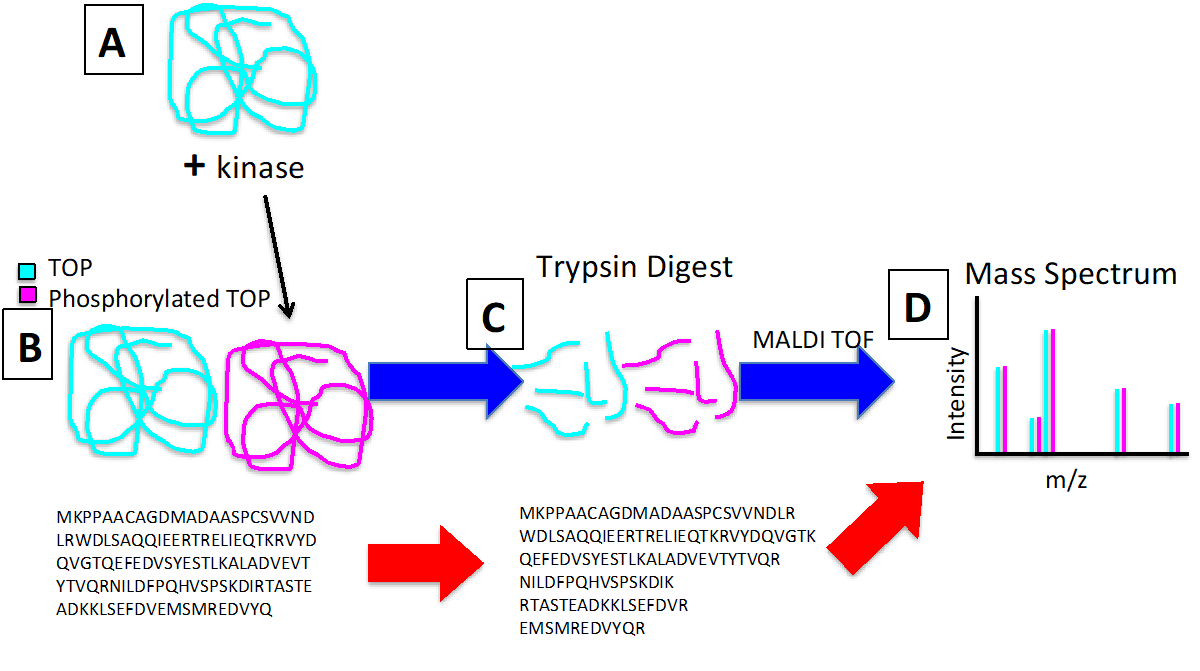 A
+ kinase
TOP
Phosphorylated TOP
B
C
Trypsin Digest
MALDI TOF
D
Mass Spectrum
Intensity
m/z
MKPPAACAGDMADAASPCSVVND
LRWDLSAQQIEERTRELIEQTKRVYD
QVGTQEFEDVSYESTLKALADVEVT
YTVQRNILDFPQHVSPSKDIRTASTE
ADKKLSEFDVEMSMREDVYQ
MKPPAACAGDMADAASPCSVVNDLR
WDLSAQQIEERTRELIEQTKRVYDQVGTK
QEFEDVSYESTLKALADVEVTYTVQR
NILDFPQHVSPSKDIK
RTASTEADKKLSEFDVR
EMSMREDVYQR